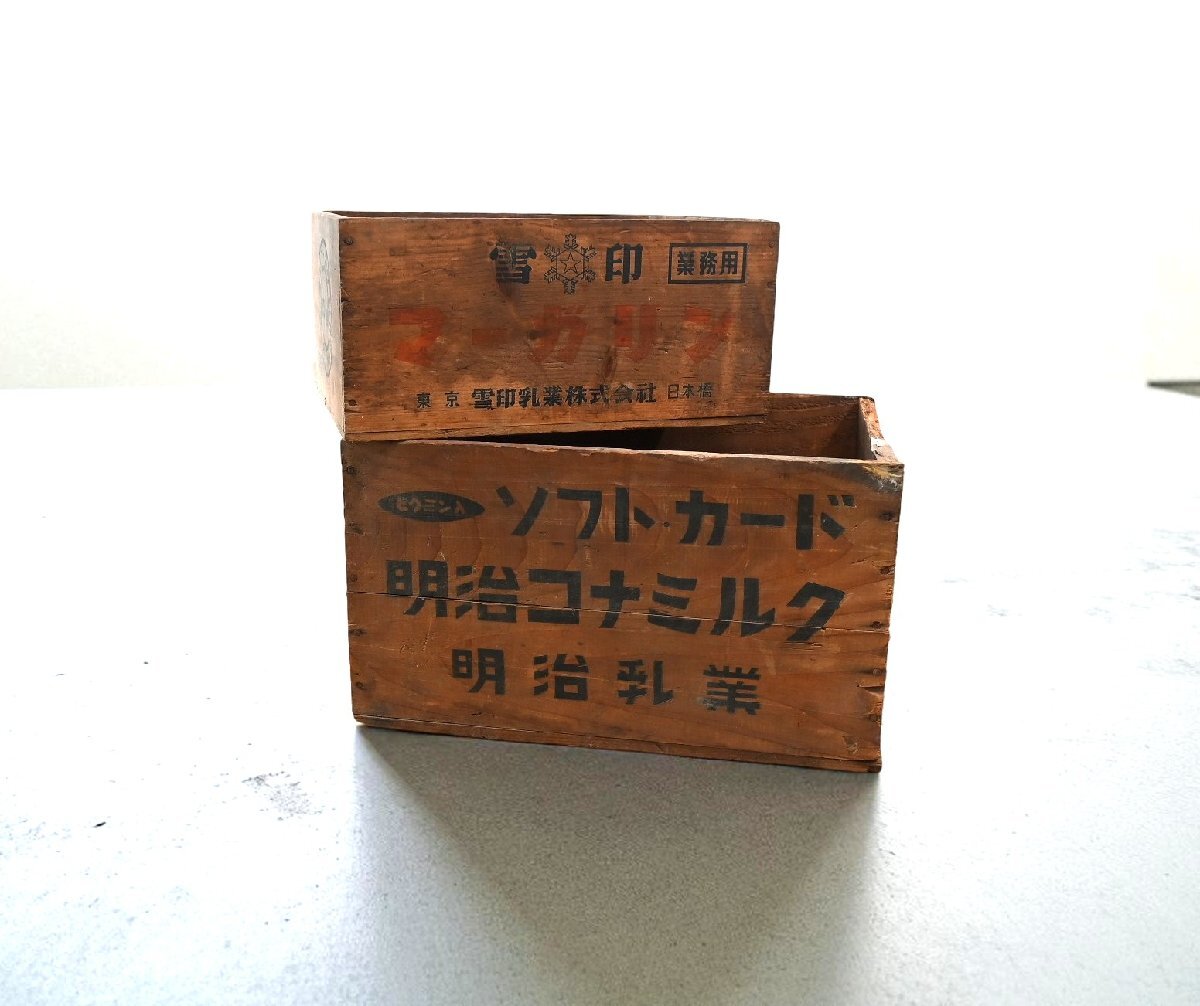 雪印 業務用
マーガリン
東京 雪印乳業株式会社 日本橋
ビタミン入 ソフトカード
明治コナミルク
明治乳業